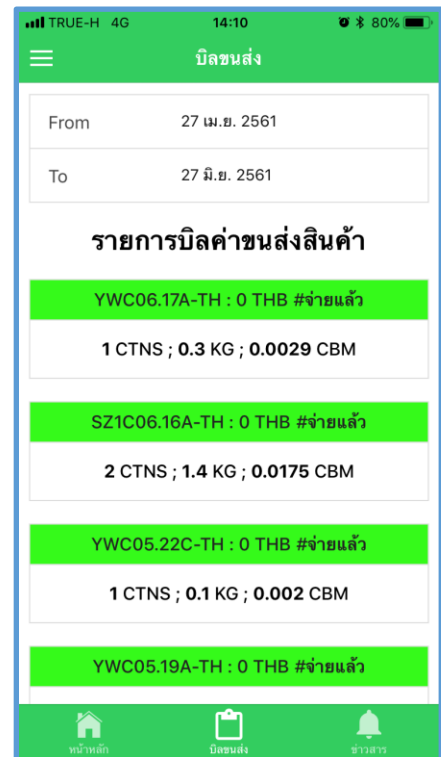 TRUE-H 4G 14:10 80%
บิลขนส่ง
From 27 เม.ย. 2561
To 27 มิ.ย. 2561
รายการบิลค่าขนส่งสินค้า
YWC06.17A-TH : 0 THB #จ่ายแล้ว
1 CTNS ; 0.3 KG ; 0.0029 CBM
SZ1C06.16A-TH : 0 THB #จ่ายแล้ว
2 CTNS ; 1.4 KG ; 0.0175 CBM
YWC05.22C-TH : 0 THB #จ่ายแล้ว
1 CTNS ; 0.1 KG ; 0.002 CBM
YWC05.19A-TH : 0 THB #จ่ายแล้ว
หน้าหลัก บิลขนส่ง ข่าวสาร